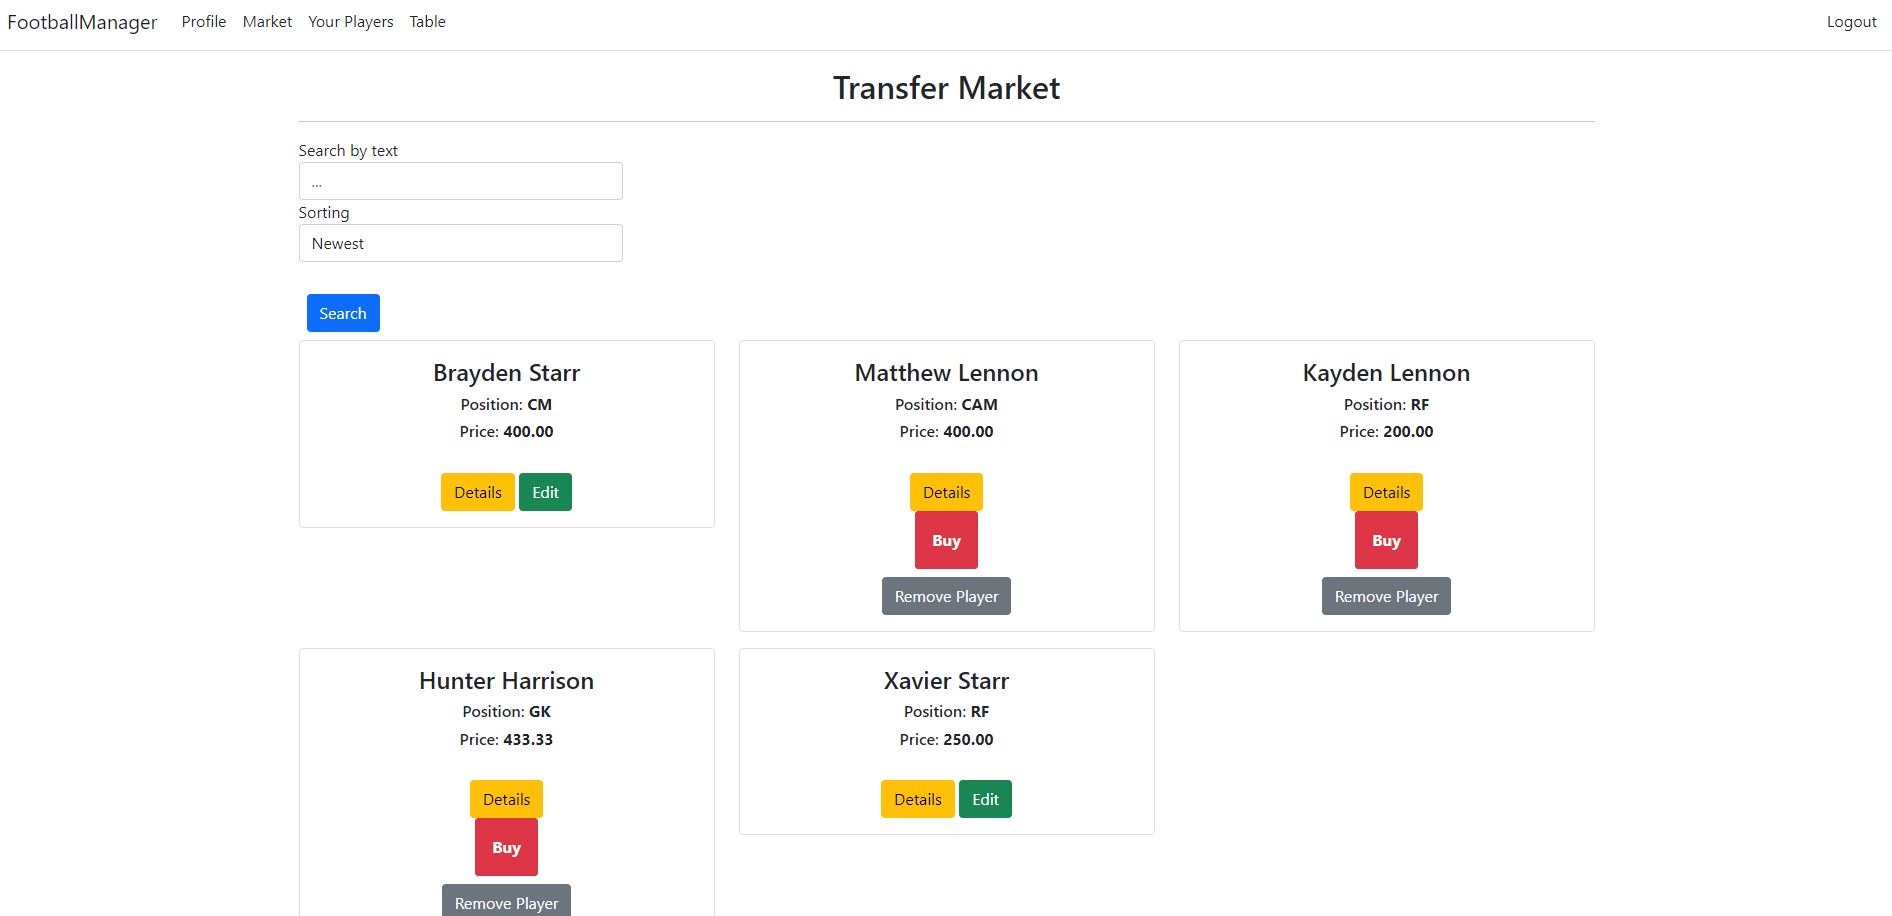 FootballManager Profile Market Your Players Table Logout
Transfer Market
Search by text
...
Sorting
Newest
Search
Brayden Starr
Position: CM
Price: 400.00
Details Edit
Matthew Lennon
Position: CAM
Price: 400.00
Details
Buy
Remove Player
Kayden Lennon
Position: RF
Price: 200.00
Details
Buy
Remove Player
Hunter Harrison
Position: GK
Price: 433.33
Details
Buy
Remove Player
Xavier Starr
Position: RF
Price: 250.00
Details Edit